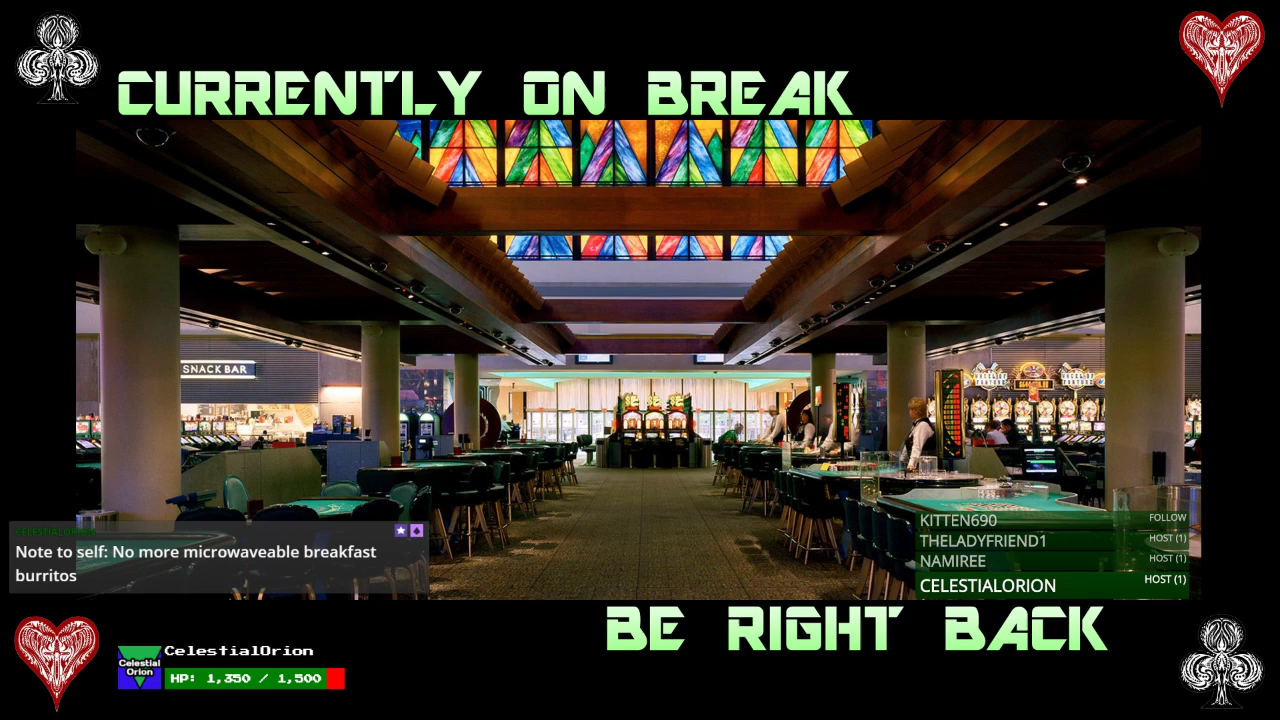 CURRENTLY ON BREAK
SNACK BAR
CELESTIALORION
Note to self: No more microwaveable breakfast
burritos
KITTEN690 FOLLOW
THELADYFRIEND1 HOST (1)
NAMIREE HOST (1)
CELESTIALORION HOST (1)
BE RIGHT BACK
CelestialOrion
Celestial
Orion
HP: 1,350 / 1,500